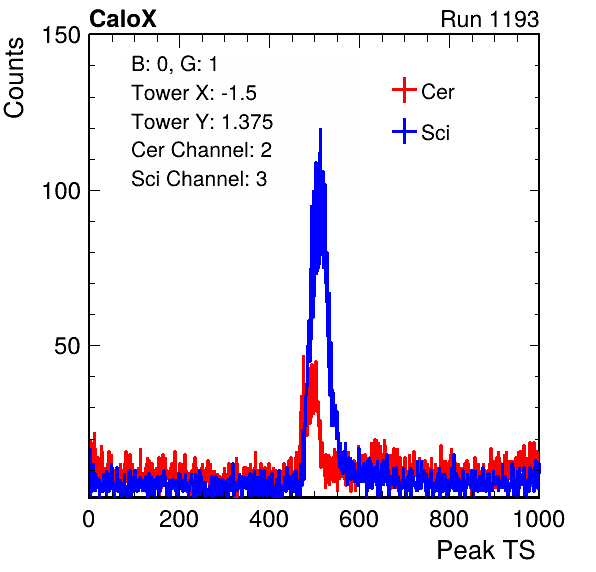 CaloX Run 1193
150
Counts
B: 0, G: 1
Tower X: -1.5
Tower Y: 1.375
Cer Channel: 2
Sci Channel: 3
Cer
Sci
100
50
0 200 400 600 800 1000
Peak TS